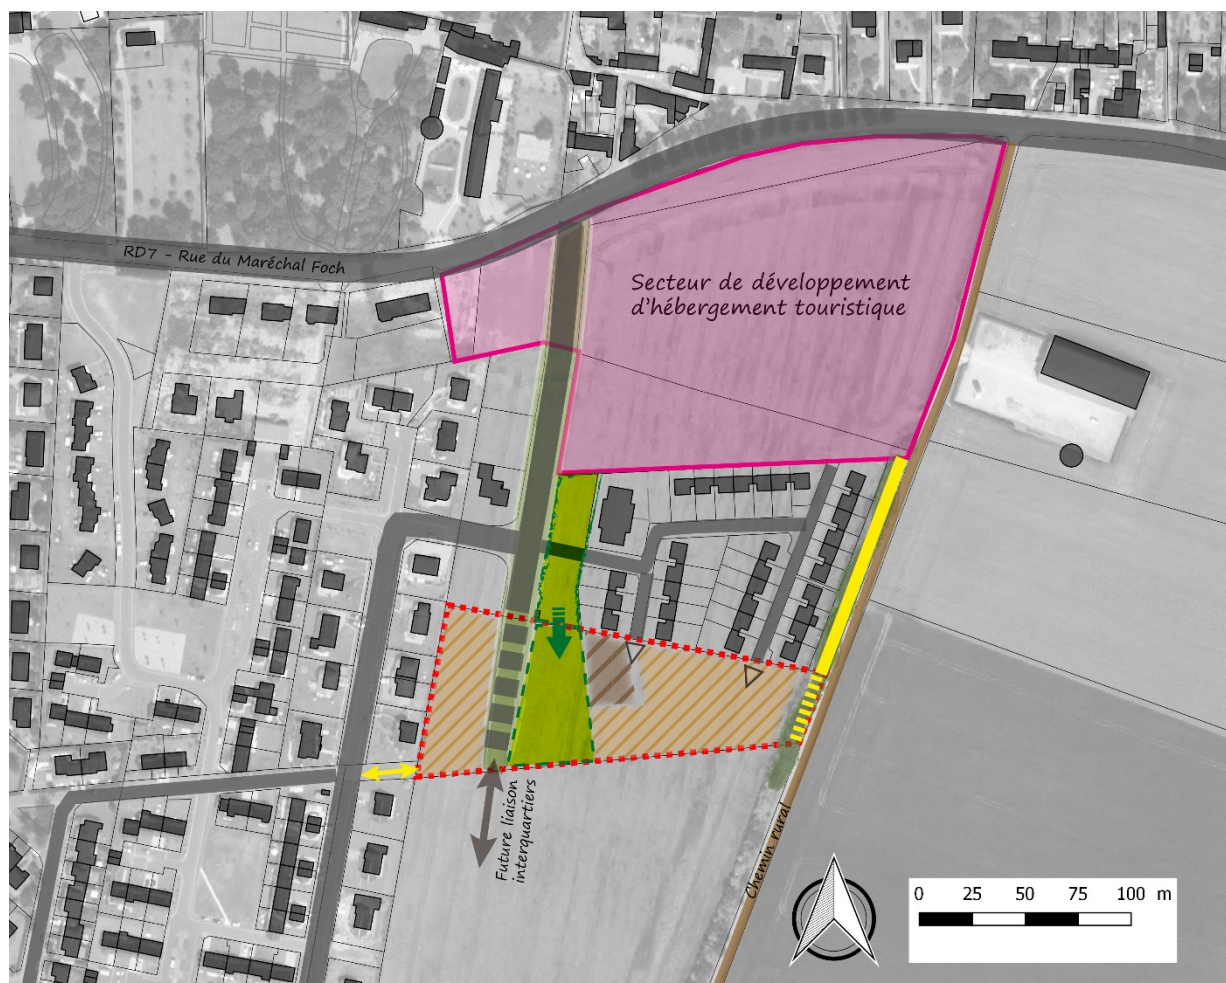 RD7 - Rue du Maréchal Foch
Secteur de développement
d'hébergement touristique
Future liaison
interquartiers
Chemin rural
0 25 50 75 100 m